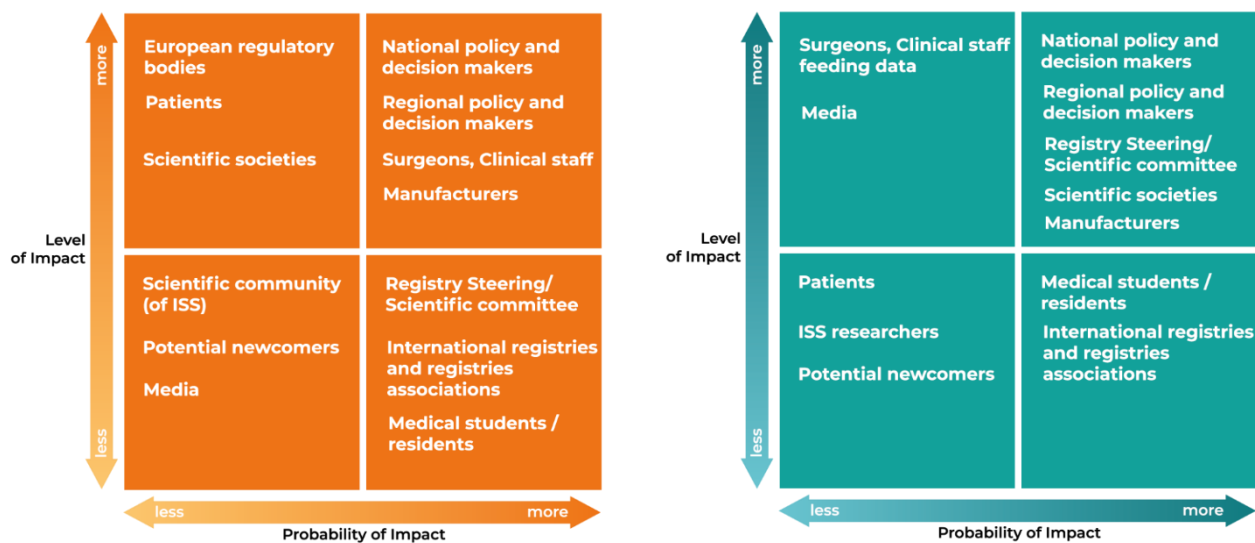 more
Level
of Impact
less
European regulatory
bodies
Patients
Scientific societies
National policy and
decision makers
Regional policy and
decision makers
Surgeons, Clinical staff
Manufacturers
Scientific community
(of ISS)
Potential newcomers
Media
Registry Steering/
Scientific committee
International registries
and registries
associations
Medical students /
residents
less
more
Probability of Impact
more
Level
of Impact
less
Surgeons, Clinical staff
feeding data
Media
National policy and
decision makers
Regional policy and
decision makers
Registry Steering/
Scientific committee
Scientific societies
Manufacturers
Patients
ISS researchers
Potential newcomers
Medical students /
residents
International registries
and registries
associations
less
more
Probability of Impact